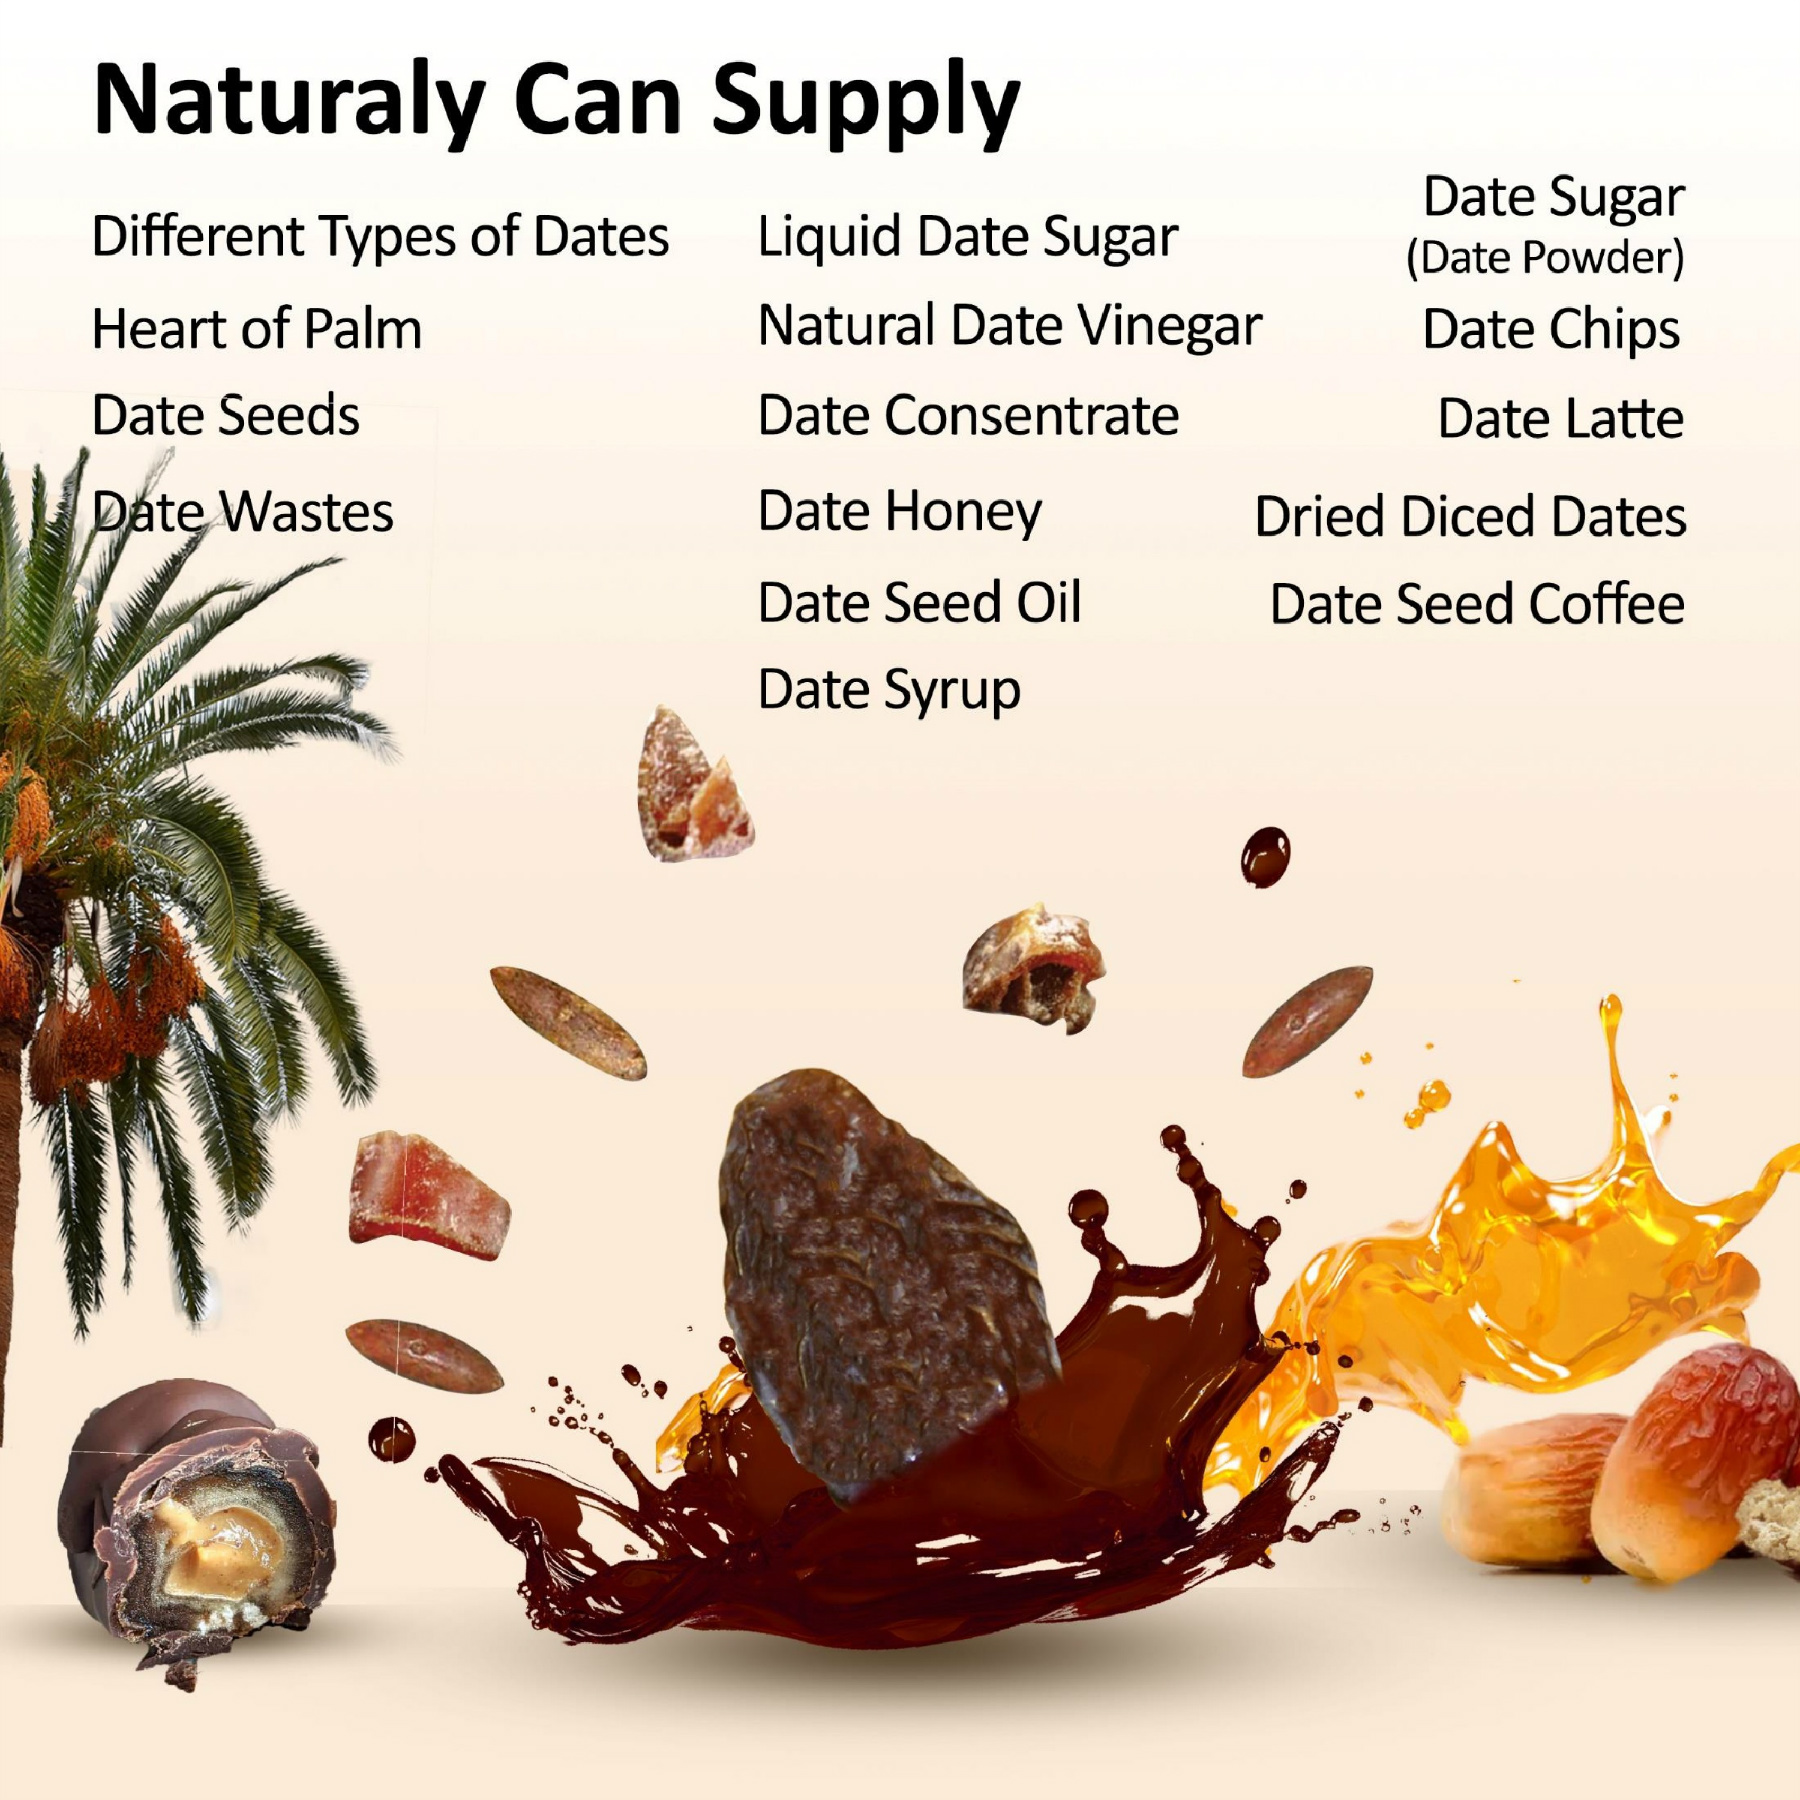 Naturaly Can Supply
Different Types of Dates
Heart of Palm
Date Seeds
Date Wastes
Liquid Date Sugar
Natural Date Vinegar
Date Consentrate
Date Honey
Date Seed Oil
Date Syrup
Date Sugar
(Date Powder)
Date Chips
Date Latte
Dried Diced Dates
Date Seed Coffee